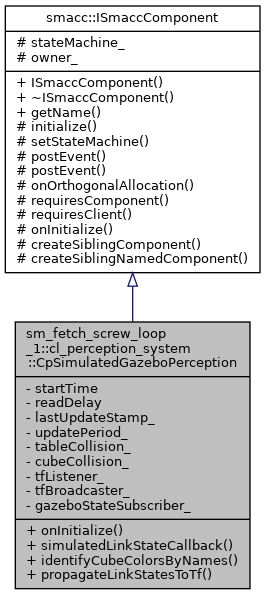 smacc::ISmaccComponent
# stateMachine_
# owner_
+ ISmaccComponent()
+ ~ISmaccComponent()
+ getName()
# initialize()
# setStateMachine()
# postEvent()
# postEvent()
# onOrthogonalAllocation()
# requiresComponent()
# requiresClient()
# onInitialize()
# createSiblingComponent()
# createSiblingNamedComponent()
sm_fetch_screw_loop
_1::cl_perception_system
::CpSimulatedGazeboPerception
- startTime
- readDelay
- lastUpdateStamp_
- updatePeriod_
- tableCollision_
- cubeCollision_
- tfListener_
- tfBroadcaster_
- gazeboStateSubscriber_
+ onInitialize()
+ simulatedLinkStateCallback()
+ identifyCubeColorsByNames()
+ propagateLinkStatesToTf()